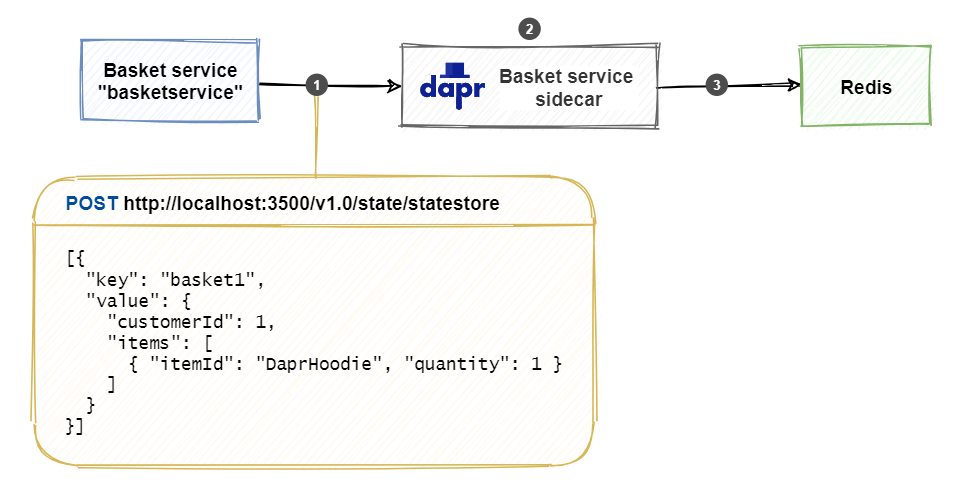 2
Basket service
"basketservice"
1
dapr
Basket service
sidecar
3
Redis
POST http://localhost:3500/v1.0/state/statestore
[{
  "key": "basket1",
  "value": {
    "customerId": 1,
    "items": [
      { "itemId": "DaprHoodie", "quantity": 1 }
    ]
  }
}]